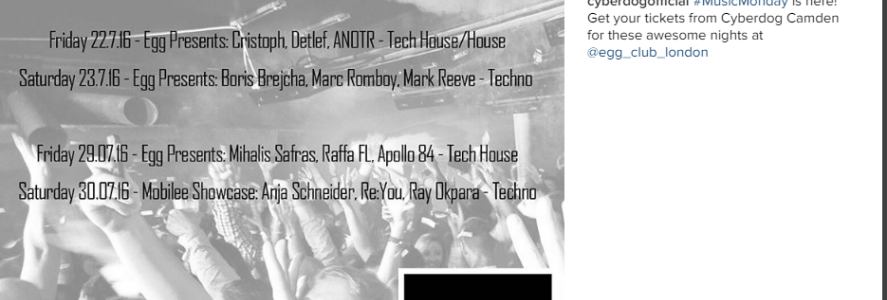 Friday 22.7.16 - Egg Presents: Cristoph, Detlef, ANOTR - Tech House/House
Saturday 23.7.16 - Egg Presents: Boris Brejcha, Marc Romboy, Mark Reeve - Techno
Friday 29.07.16 - Egg Presents: Mihalis Safras, Raffa FL, Apollo 84 - Tech House
Saturday 30.07.16 - Mobilee Showcase: Anja Schneider, Re:You, Ray Okpara - Techno
cyberdogofficial #MusicMonday is here!
Get your tickets from Cyberdog Camden
for these awesome nights at
@egg_club_london